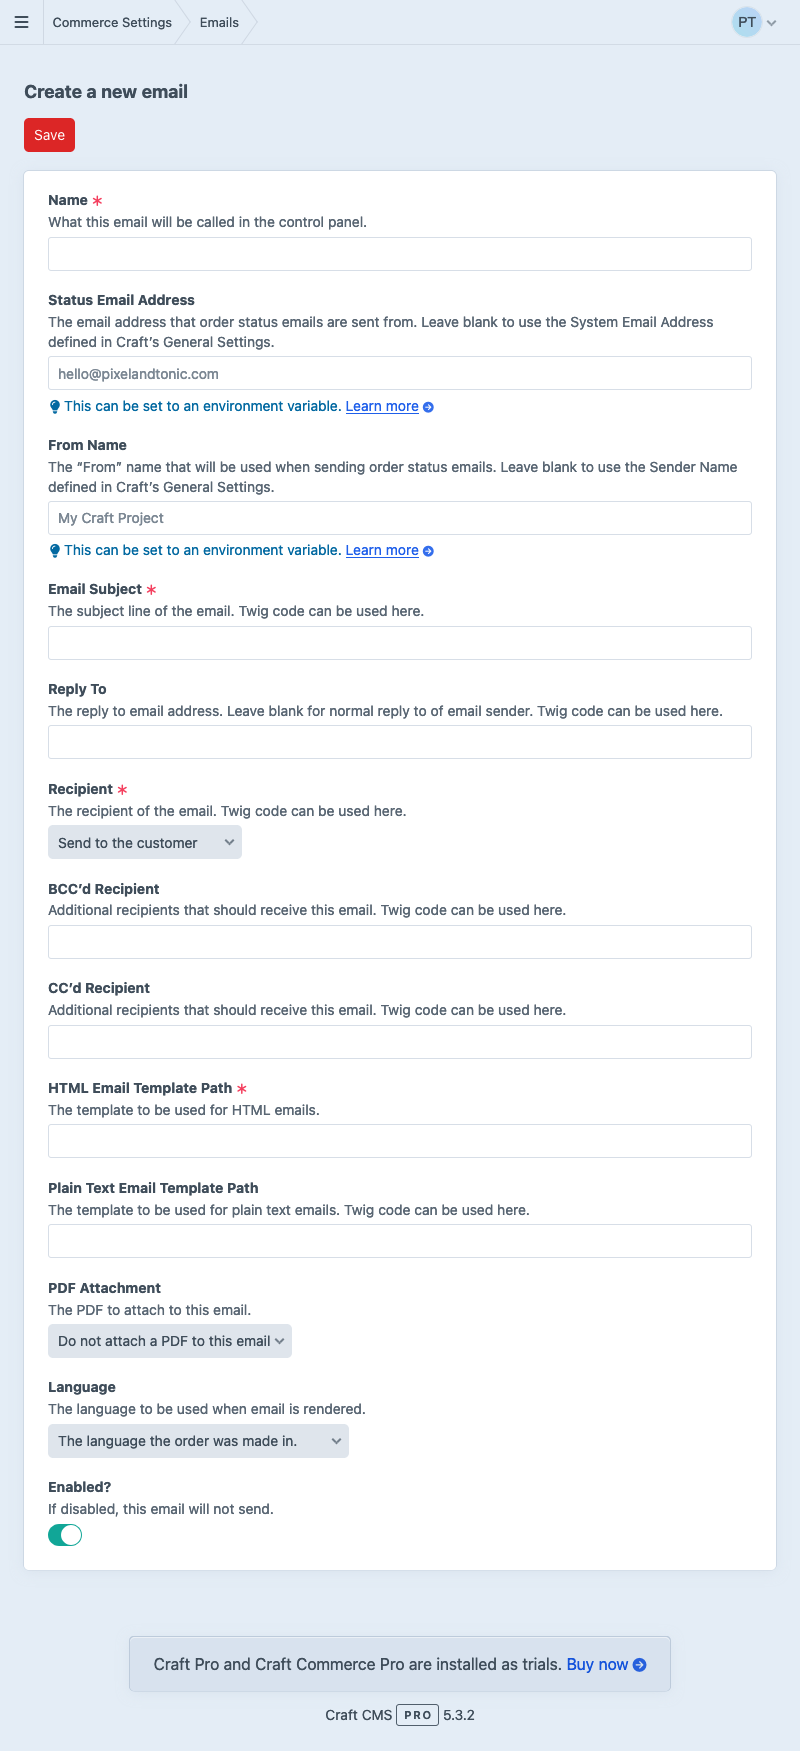 Commerce Settings
Emails
PT
Create a new email
Save
Name *
What this email will be called in the control panel.
Status Email Address
The email address that order status emails are sent from. Leave blank to use the System Email Address
defined in Craft’s General Settings.
hello@pixelandtonic.com
This can be set to an environment variable. Learn more
From Name
The “From” name that will be used when sending order status emails. Leave blank to use the Sender Name
defined in Craft’s General Settings.
My Craft Project
This can be set to an environment variable. Learn more
Email Subject *
The subject line of the email. Twig code can be used here.
Reply To
The reply to email address. Leave blank for normal reply to of email sender. Twig code can be used here.
Recipient *
The recipient of the email. Twig code can be used here.
Send to the customer
BCC’d Recipient
Additional recipients that should receive this email. Twig code can be used here.
CC’d Recipient
Additional recipients that should receive this email. Twig code can be used here.
HTML Email Template Path *
The template to be used for HTML emails.
Plain Text Email Template Path
The template to be used for plain text emails. Twig code can be used here.
PDF Attachment
The PDF to attach to this email.
Do not attach a PDF to this email
Language
The language to be used when email is rendered.
The language the order was made in.
Enabled?
If disabled, this email will not send.
Craft Pro and Craft Commerce Pro are installed as trials. Buy now
Craft CMS PRO 5.3.2